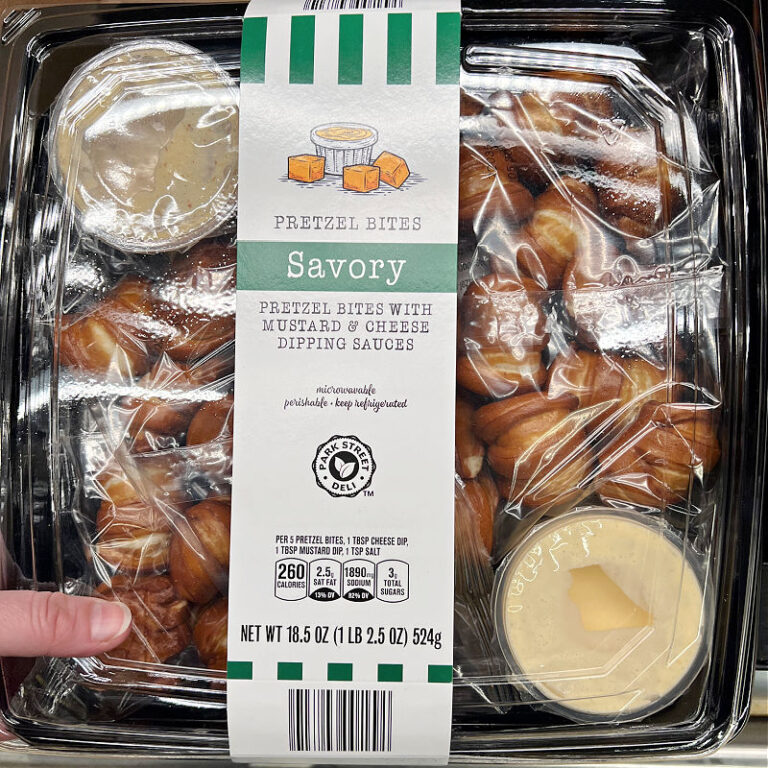 PRETZEL BITES
Savory
PRETZEL BITES WITH
MUSTARD & CHEESE
DIPPING SAUCES
microwavable
perishable • keep refrigerated
PARK STREET
DELI
TM
PER 5 PRETZEL BITES, 1 TBSP CHEESE DIP,
1 TBSP MUSTARD DIP, 1 TSP SALT
260 CALORIES
2.5g SAT FAT 13% DV
1890mg SODIUM 82% DV
3g TOTAL SUGARS
NET WT 18.5 OZ (1 LB 2.5 OZ) 524g